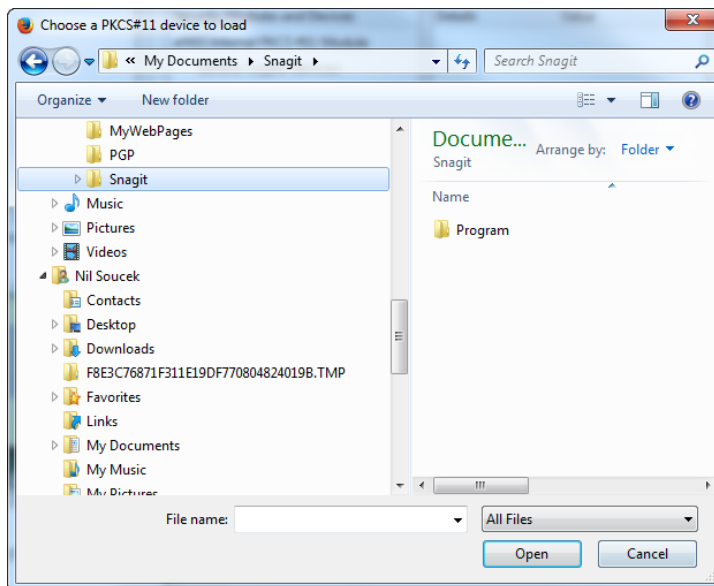 Choose a PKCS#11 device to load
« My Documents Snagit
Search Snagit
Organize New folder
MyWebPages
PGP
Snagit
Music
Pictures
Videos
Nil Soucek
Contacts
Desktop
Downloads
F8E3C76871F311E19DF770804824019B.TMP
Favorites
Links
My Documents
My Music
My Pictures
Docume...
Snagit
Arrange by: Folder
Name
Program
File name:
All Files
Open Cancel